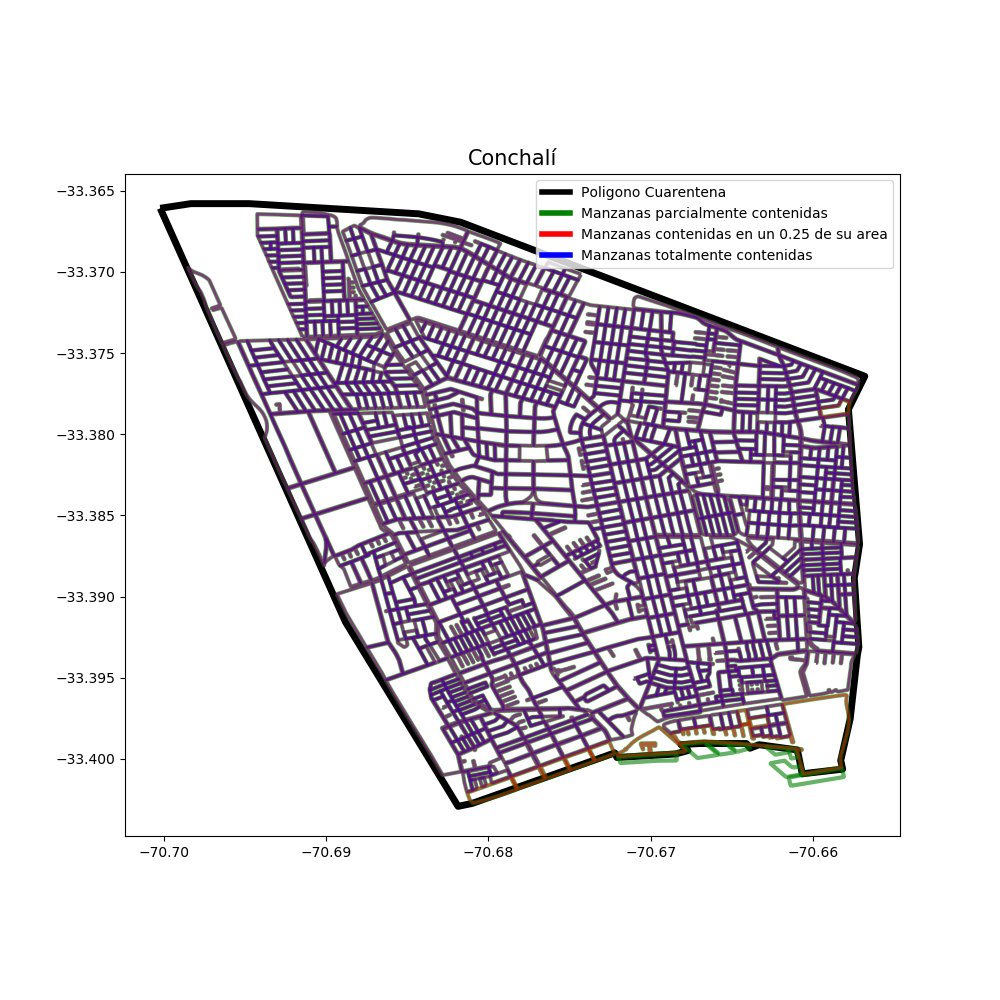 Conchalí
Poligono Cuarentena
Manzanas parcialmente contenidas
Manzanas contenidas en un 0.25 de su area
Manzanas totalmente contenidas
−33.365
−33.370
−33.375
−33.380
−33.385
−33.390
−33.395
−33.400
−70.70
−70.69
−70.68
−70.67
−70.66